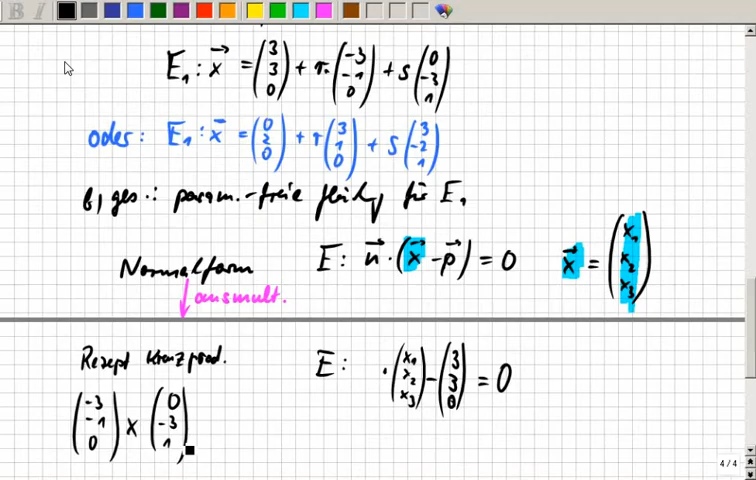 B I
E₁: x⃗ = (3 3 0) + r· (-3 -1 0) + s (0 -3 1)
oder: E₁: x⃗ = (0 2 0) + r (3 1 0) + s (3 -2 1)
b) ges.: param.-freie gleichg für E₁
Normalform E: n⃗ · (x⃗ - p⃗) = 0 x⃗ = (x₁ x₂ x₃)
ausmult.
Rezept Kreuzprod. E: · (x₁ x₂ x₃) - (3 3 0) = 0
(-3 -1 0) × (0 -3 1)
4/4